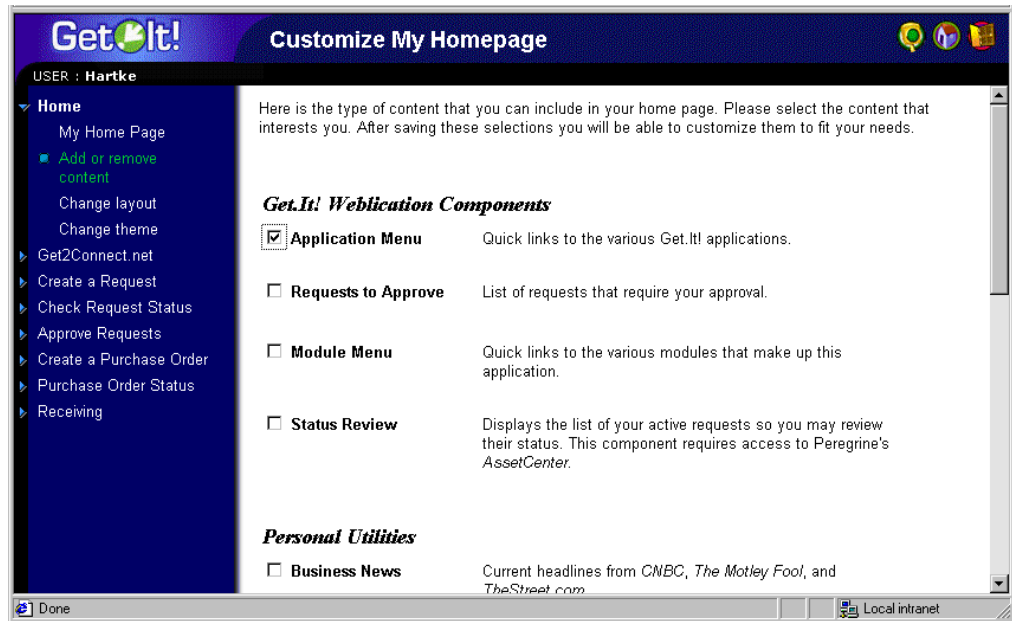 Get It!
Customize My Homepage
USER : Hartke
Home
My Home Page
Add or remove
content
Change layout
Change theme
Get2Connect.net
Create a Request
Check Request Status
Approve Requests
Create a Purchase Order
Purchase Order Status
Receiving
Here is the type of content that you can include in your home page. Please select the content that
interests you. After saving these selections you will be able to customize them to fit your needs.
Get.It! Weblication Components
Application Menu Quick links to the various Get.It! applications.
Requests to Approve List of requests that require your approval.
Module Menu Quick links to the various modules that make up this
application.
Status Review Displays the list of your active requests so you may review
their status. This component requires access to Peregrine's
AssetCenter.
Personal Utilities
Business News Current headlines from CNBC, The Motley Fool, and
TheStreet.com
Done Local intranet